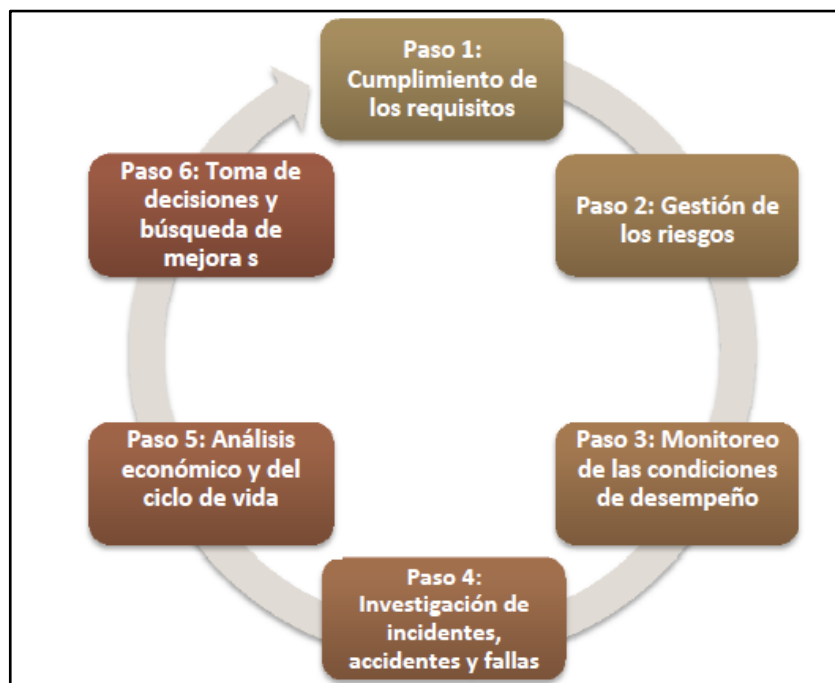 Paso 1:
Cumplimiento de
los requisitos
Paso 2: Gestión de
los riesgos
Paso 3: Monitoreo
de las condiciones
de desempeño
Paso 4:
Investigación de
incidentes,
accidentes y fallas
Paso 5: Análisis
económico y del
ciclo de vida
Paso 6: Toma de
decisiones y
búsqueda de
mejora s